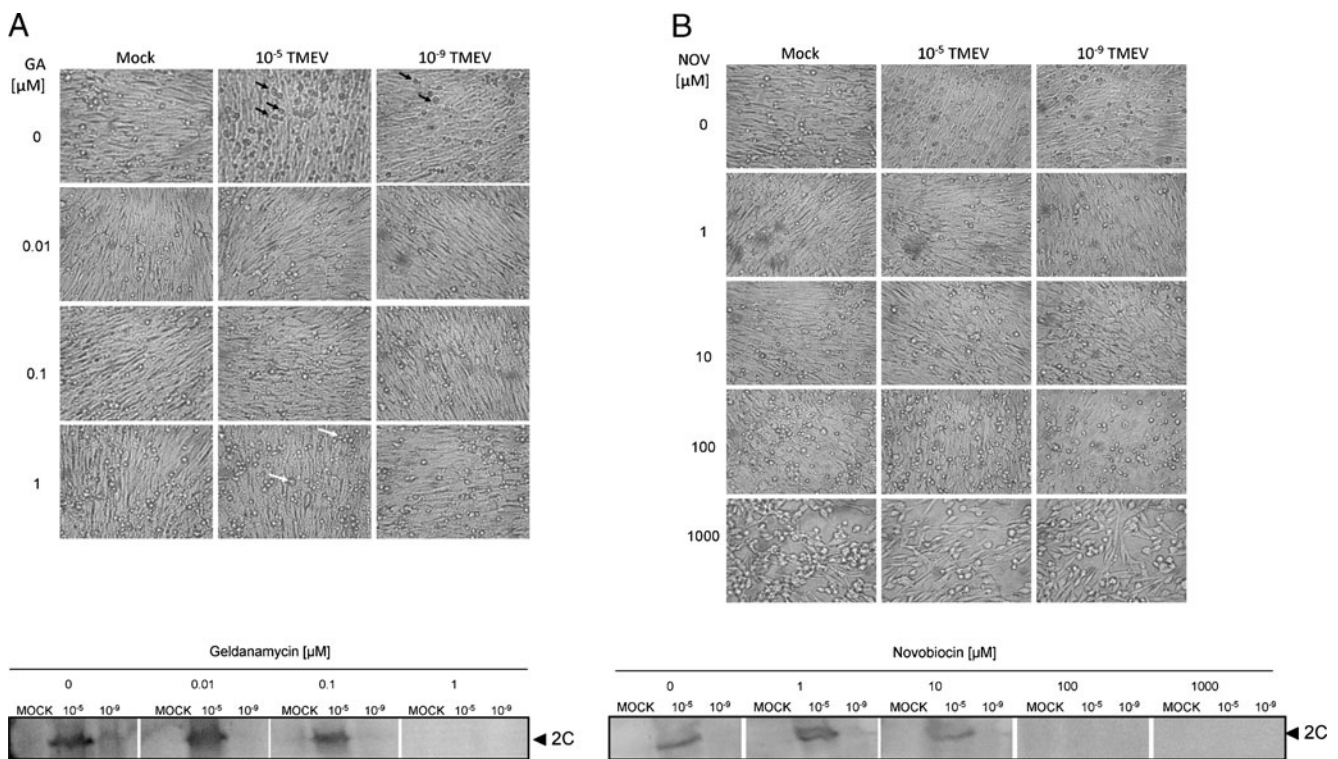 A
GA
[µM]
Mock
10⁻⁵ TMEV
10⁻⁹ TMEV
0
0.01
0.1
1
B
NOV
[µM]
Mock
10⁻⁵ TMEV
10⁻⁹ TMEV
0
1
10
100
1000
Geldanamycin [µM]
0 0.01 0.1 1
MOCK 10⁻⁵ 10⁻⁹ MOCK 10⁻⁵ 10⁻⁹ MOCK 10⁻⁵ 10⁻⁹ MOCK 10⁻⁵ 10⁻⁹
2C
Novobiocin [µM]
0 1 10 100 1000
MOCK 10⁻⁵ 10⁻⁹ MOCK 10⁻⁵ 10⁻⁹ MOCK 10⁻⁵ 10⁻⁹ MOCK 10⁻⁵ 10⁻⁹ MOCK 10⁻⁵ 10⁻⁹
2C